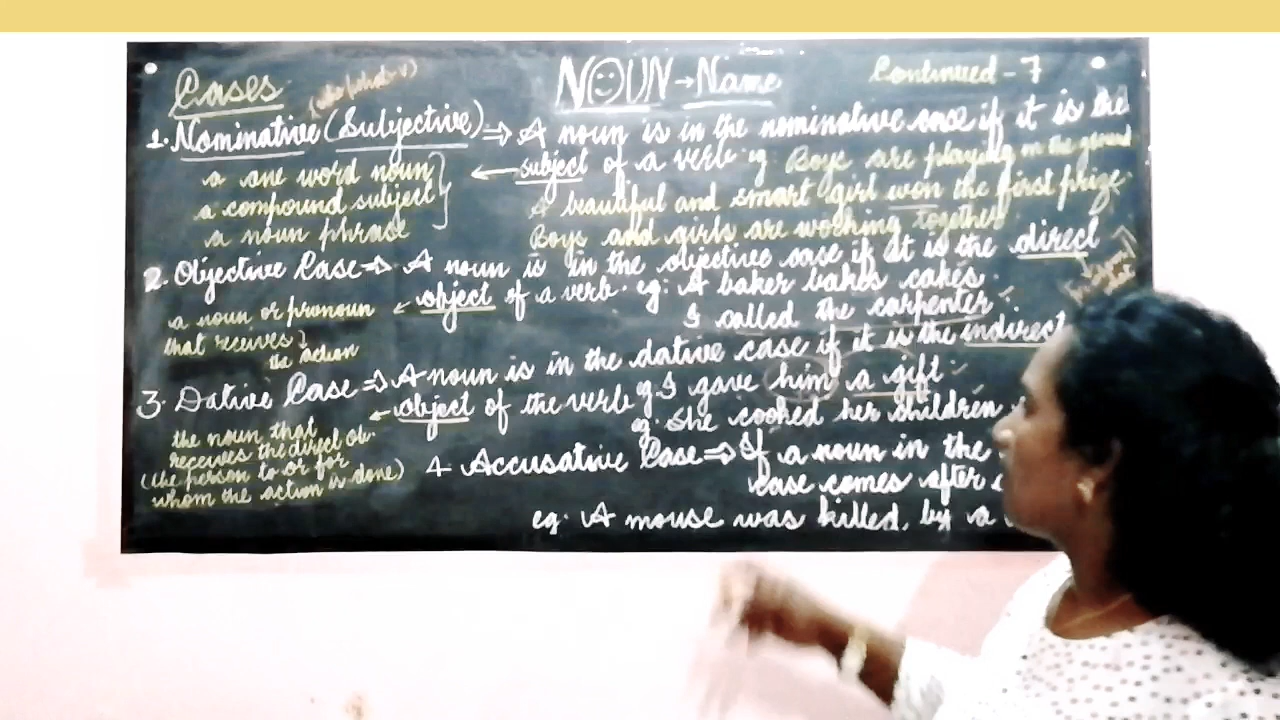 Cases
NOUN → Name
Continued - 7
1. Nominative (Subjective) ⇒ A noun is in the nominative case if it is the
a one word noun
a compound subject
a noun phrase
← subject of a verb. eg: Boys are playing on the ground
A beautiful and smart girl won the first prize.
Boys and girls are working together
2. Objective Case ⇒ A noun is in the objective case if it is the direct
a noun or pronoun
that receives
the action
← object of a verb. eg: A baker bakes cakes.
I called the carpenter.
3. Dative Case ⇒ A noun is in the dative case if it is the indirect
the noun that
receives the direct ob.
(the person to or for
whom the action is done)
← object of the verb eg. I gave him a gift.
eg. She cooked her children
4 Accusative Case ⇒ If a noun in the
case comes after
eg. A mouse was killed by a